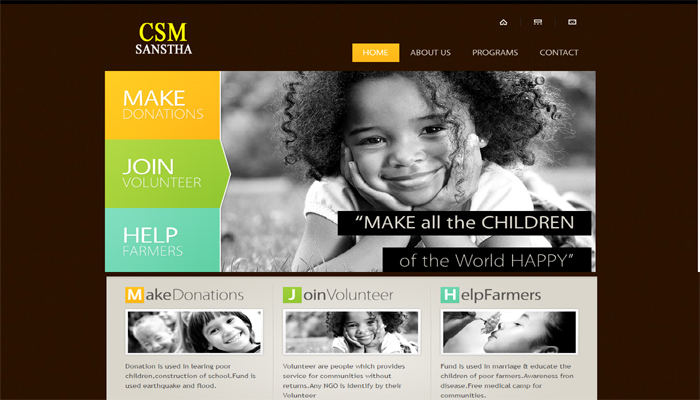 CSM
SANSTHA
HOME ABOUT US PROGRAMS CONTACT
MAKE
DONATIONS
JOIN
VOLUNTEER
HELP
FARMERS
“MAKE all the CHILDREN
of the World HAPPY”
MakeDonations
Donation is used in learing poor
children,construction of school.Fund is
used earthquake and flood.
JoinVolunteer
Volunteer are people which provides
service for communities without
returns.Any NGO is identify by their
Volunteer
HelpFarmers
Fund is used in marriage & educate the
children of poor farmers.Awareness fron
disease.Free medical camp for
communities.